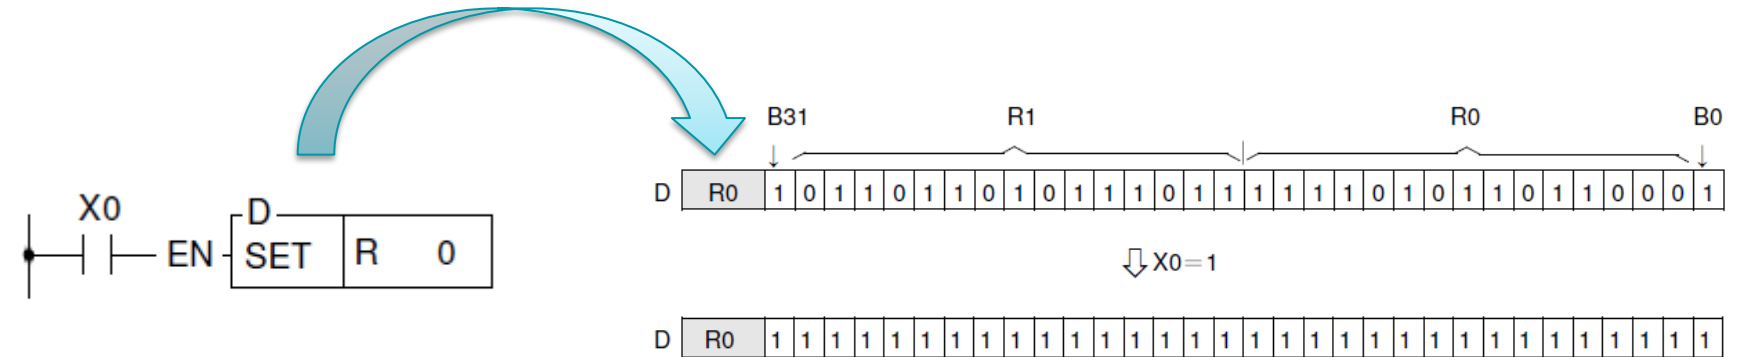 B31 R1 R0 B0
D R0 1 0 1 1 0 1 1 0 1 0 1 1 1 0 1 1 1 1 1 1 0 1 0 1 1 0 1 1 0 0 0 1
X0 D
EN SET R 0
X0=1
D R0 1 1 1 1 1 1 1 1 1 1 1 1 1 1 1 1 1 1 1 1 1 1 1 1 1 1 1 1 1 1 1 1